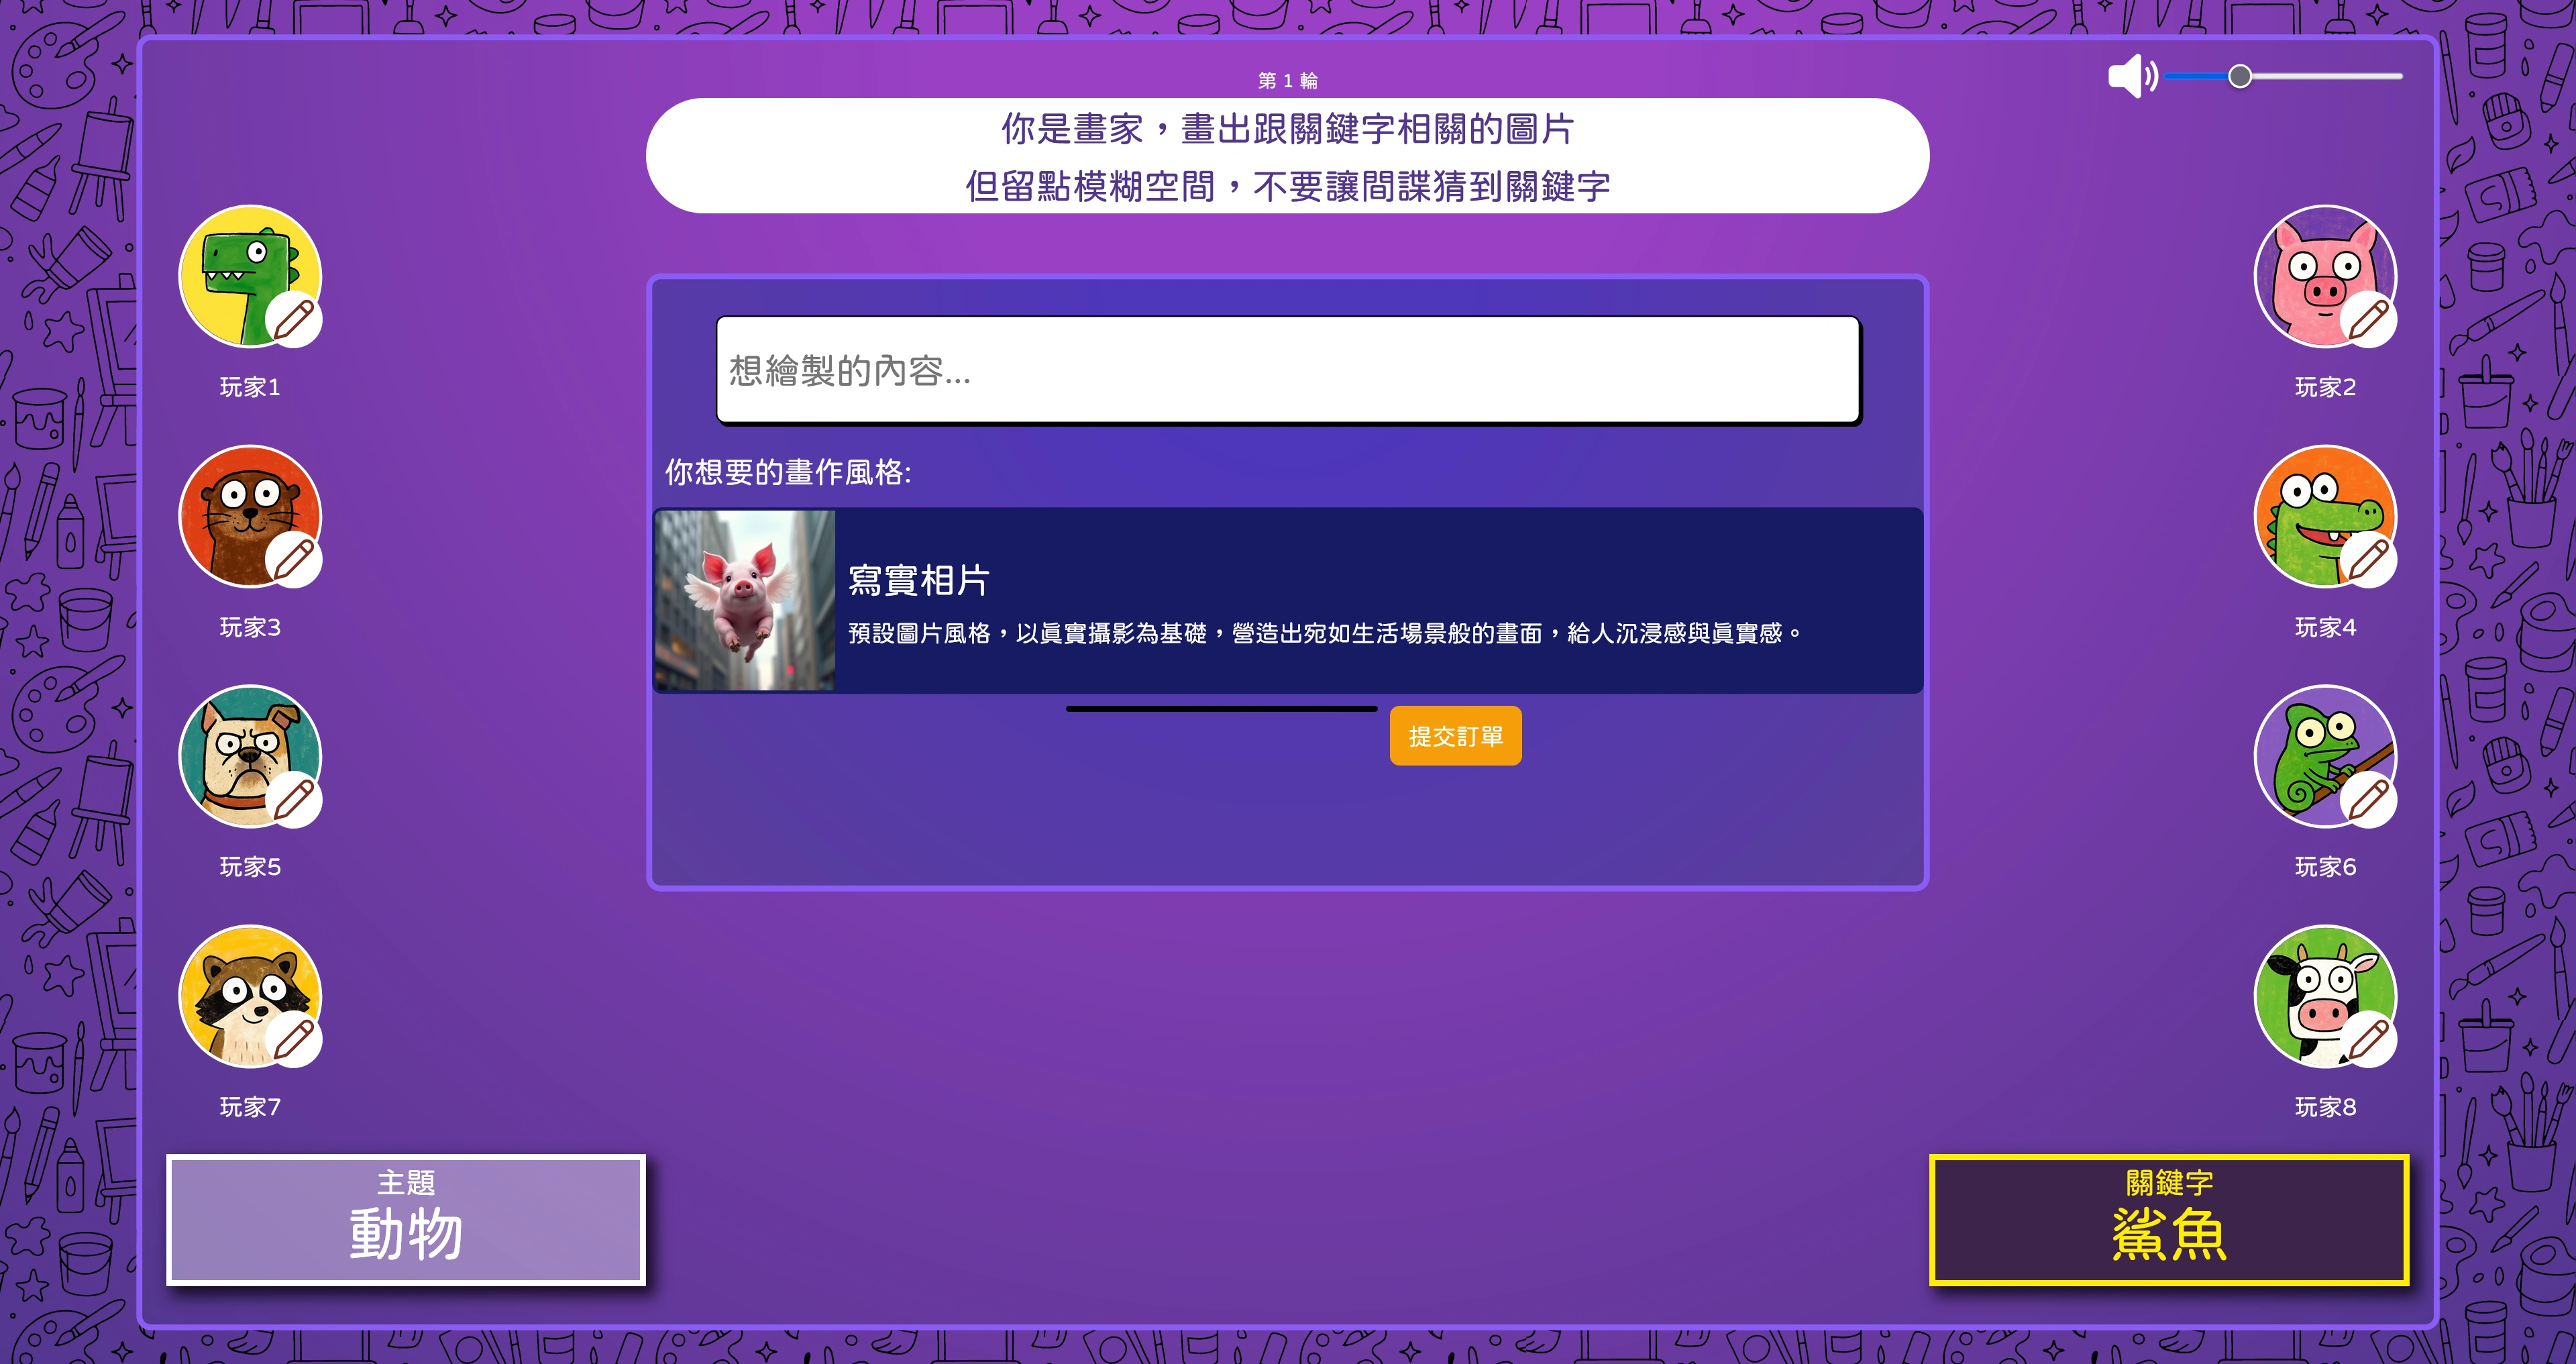 第 1 輪
你是畫家，畫出跟關鍵字相關的圖片
但留點模糊空間，不要讓間諜猜到關鍵字
玩家1
玩家2
想繪製的內容...
你想要的畫作風格:
寫實相片
預設圖片風格，以真實攝影為基礎，營造出宛如生活場景般的畫面，給人沉浸感與真實感。
玩家3
玩家4
提交訂單
玩家5
玩家6
玩家7
玩家8
主題
動物
關鍵字
鯊魚